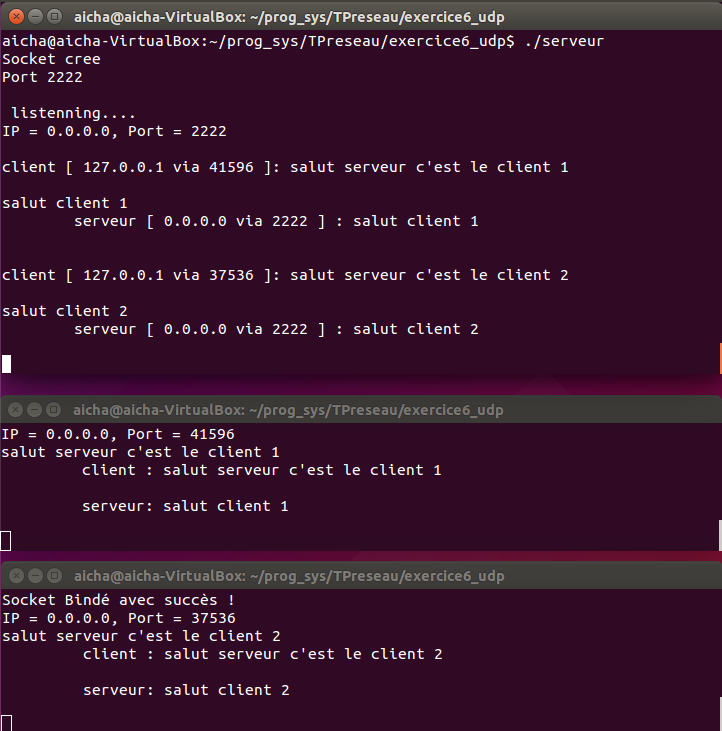 aicha@aicha-VirtualBox: ~/prog_sys/TPreseau/exercice6_udp
aicha@aicha-VirtualBox:~/prog_sys/TPreseau/exercice6_udp$ ./serveur
Socket cree
Port 2222
listenning....
IP = 0.0.0.0, Port = 2222
client [ 127.0.0.1 via 41596 ]: salut serveur c'est le client 1
salut client 1
serveur [ 0.0.0.0 via 2222 ] : salut client 1
client [ 127.0.0.1 via 37536 ]: salut serveur c'est le client 2
salut client 2
serveur [ 0.0.0.0 via 2222 ] : salut client 2
aicha@aicha-VirtualBox: ~/prog_sys/TPreseau/exercice6_udp
IP = 0.0.0.0, Port = 41596
salut serveur c'est le client 1
client : salut serveur c'est le client 1
serveur: salut client 1
aicha@aicha-VirtualBox: ~/prog_sys/TPreseau/exercice6_udp
Socket Bindé avec succès !
IP = 0.0.0.0, Port = 37536
salut serveur c'est le client 2
client : salut serveur c'est le client 2
serveur: salut client 2